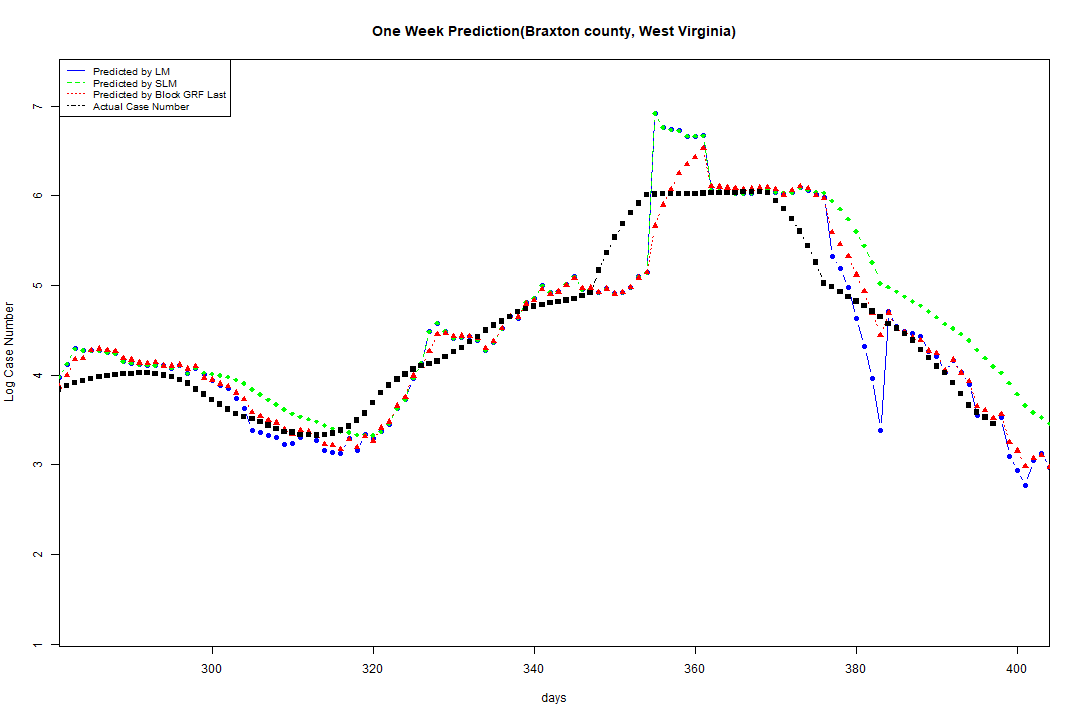 One Week Prediction(Braxton county, West Virginia)
Predicted by LM
Predicted by SLM
Predicted by Block GRF Last
Actual Case Number
7
6
5
4
3
2
1
Log Case Number
300 320 340 360 380 400
days